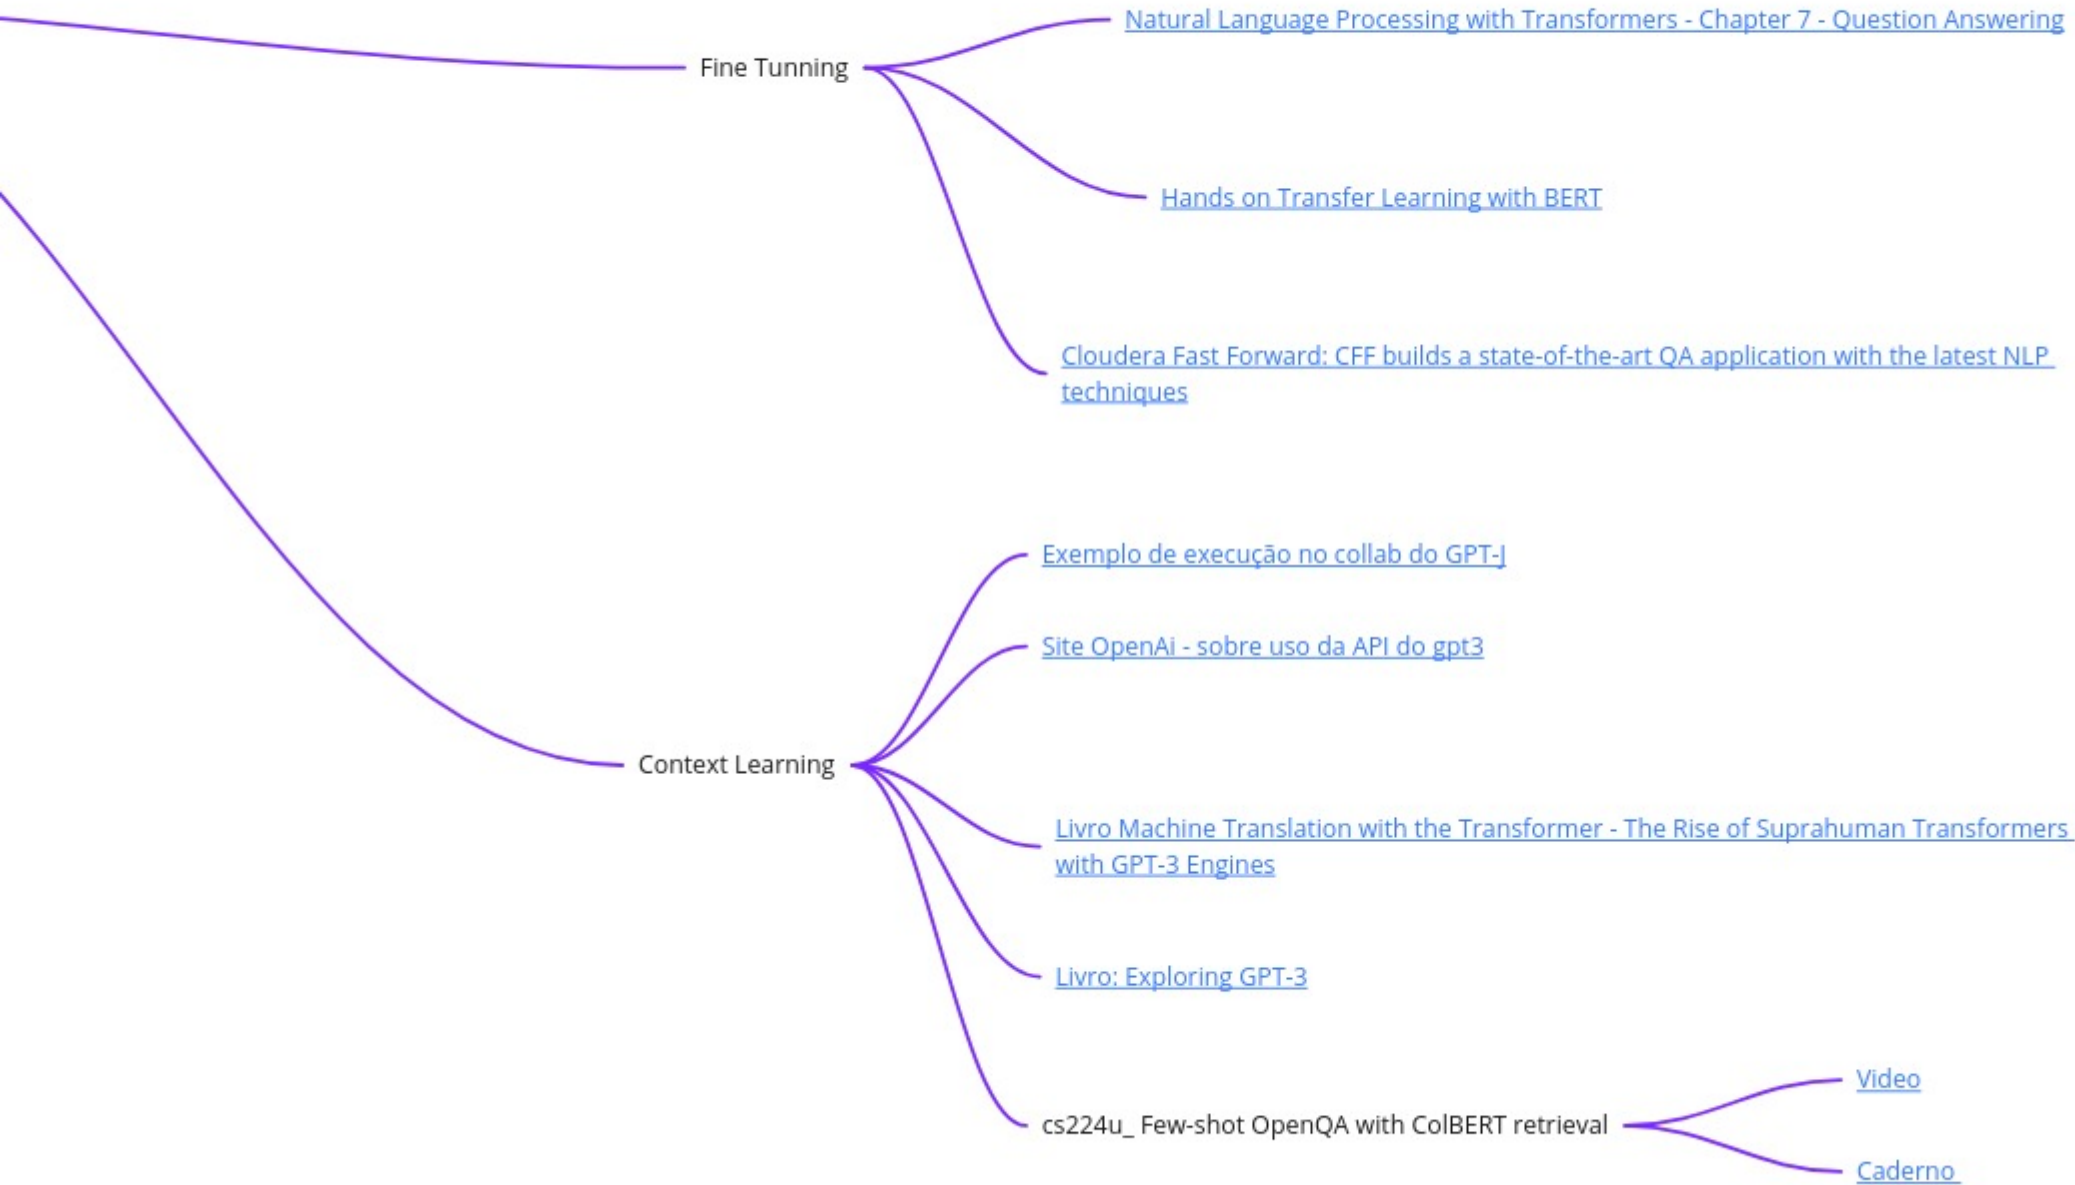 Natural Language Processing with Transformers - Chapter 7 - Question Answering
Fine Tunning
Hands on Transfer Learning with BERT
Cloudera Fast Forward: CFF builds a state-of-the-art QA application with the latest NLP
techniques
Exemplo de execução no collab do GPT-J
Site OpenAi - sobre uso da API do gpt3
Context Learning
Livro Machine Translation with the Transformer - The Rise of Suprahuman Transformers
with GPT-3 Engines
Livro: Exploring GPT-3
cs224u_ Few-shot OpenQA with ColBERT retrieval
Video
Caderno